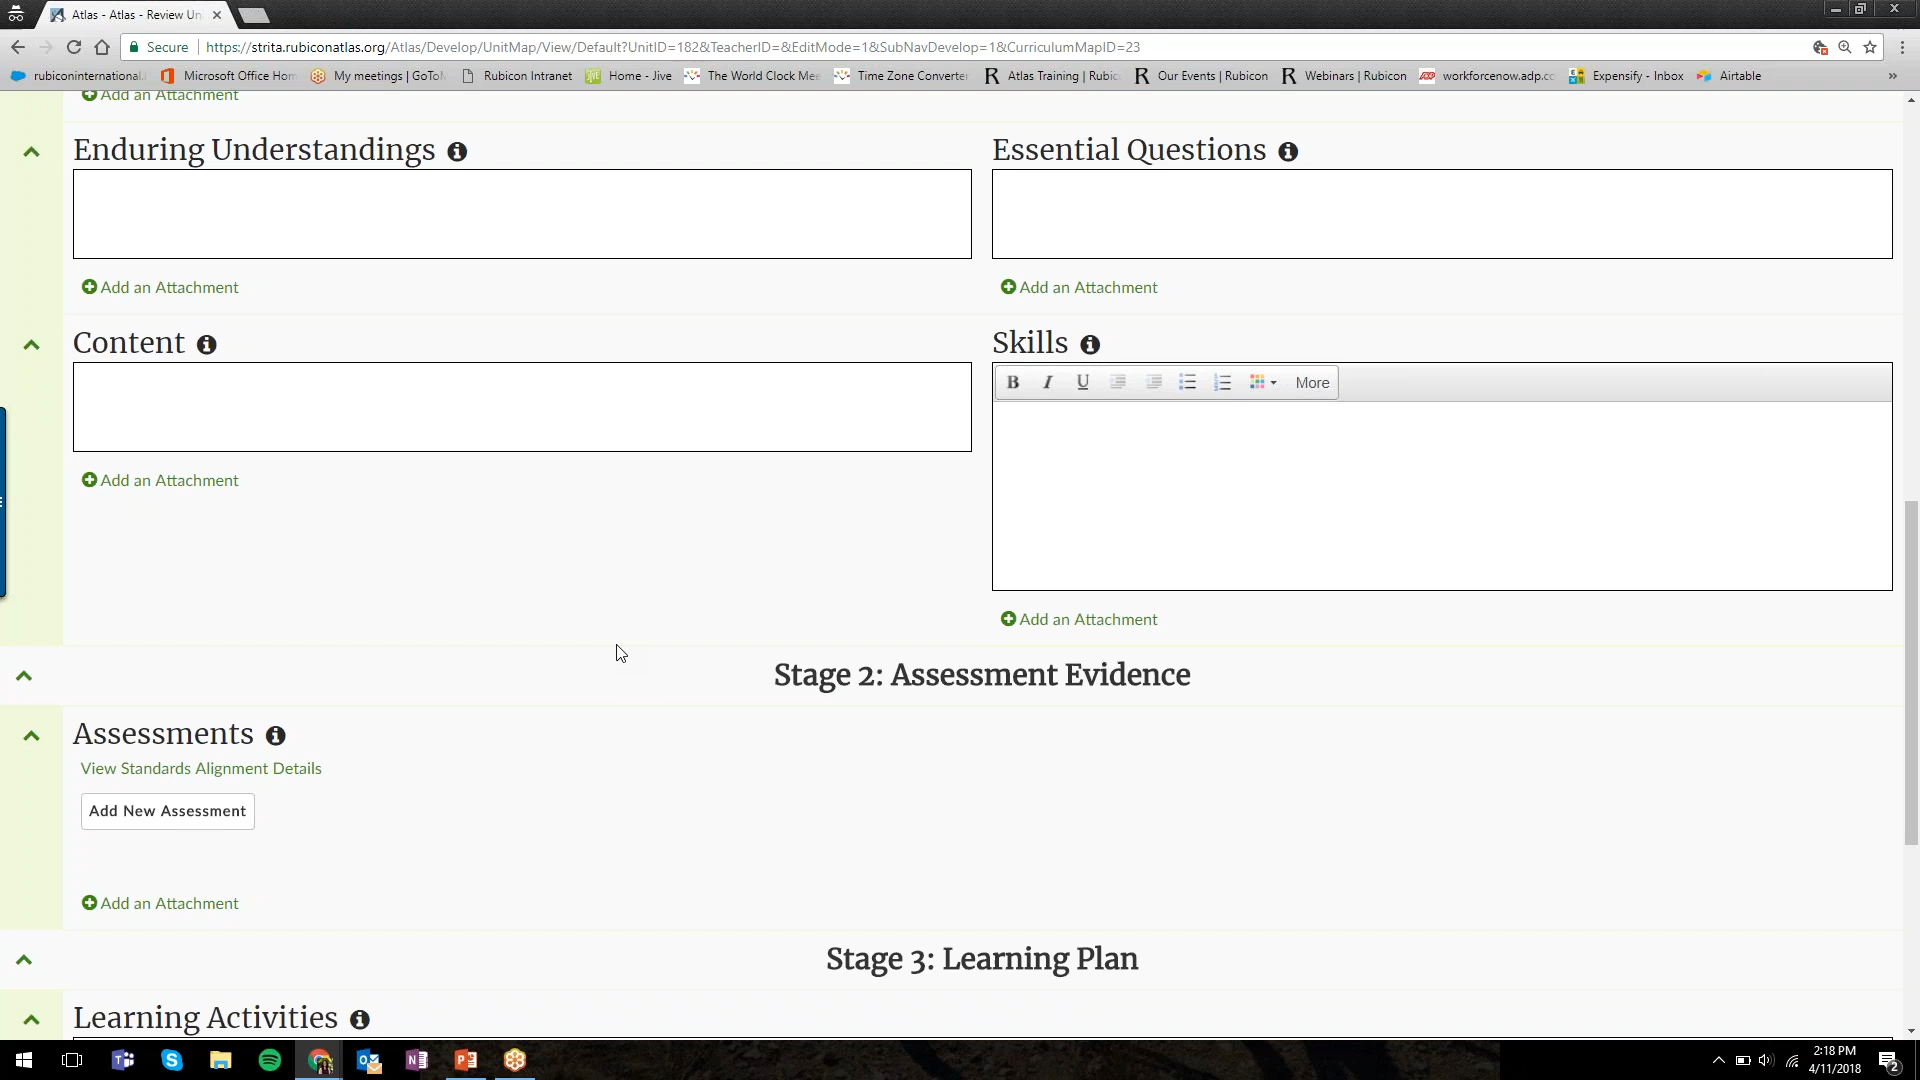 Atlas - Atlas - Review Un
Secure
https://strita.rubiconatlas.org/Atlas/Develop/UnitMap/View/Default?UnitID=182&TeacherID=&EditMode=1&SubNavDevelop=1&CurriculumMapID=23
rubiconinternational.
Microsoft Office Hom
My meetings | GoToM
Rubicon Intranet
Home - Jive
The World Clock Mee
Time Zone Converter
Atlas Training | Rubic
Our Events | Rubicon
Webinars | Rubicon
workforcenow.adp.cc
Expensify - Inbox
Airtable
Add an Attachment
Enduring Understandings
Essential Questions
Add an Attachment
Add an Attachment
Content
Skills
B I U More
Add an Attachment
Add an Attachment
Stage 2: Assessment Evidence
Assessments
View Standards Alignment Details
Add New Assessment
Add an Attachment
Stage 3: Learning Plan
Learning Activities
2:18 PM
4/11/2018
2